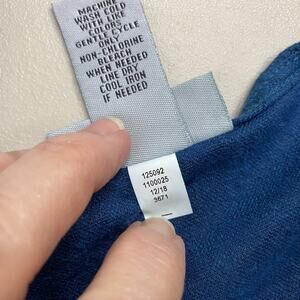 MACHINE
WASH COLD
WITH LIKE
COLORS
GENTLE CYCLE
ONLY
NON-CHLORINE
BLEACH
WHEN NEEDED
LINE DRY
COOL IRON
IF NEEDED
125092
1100025
12/18
3671